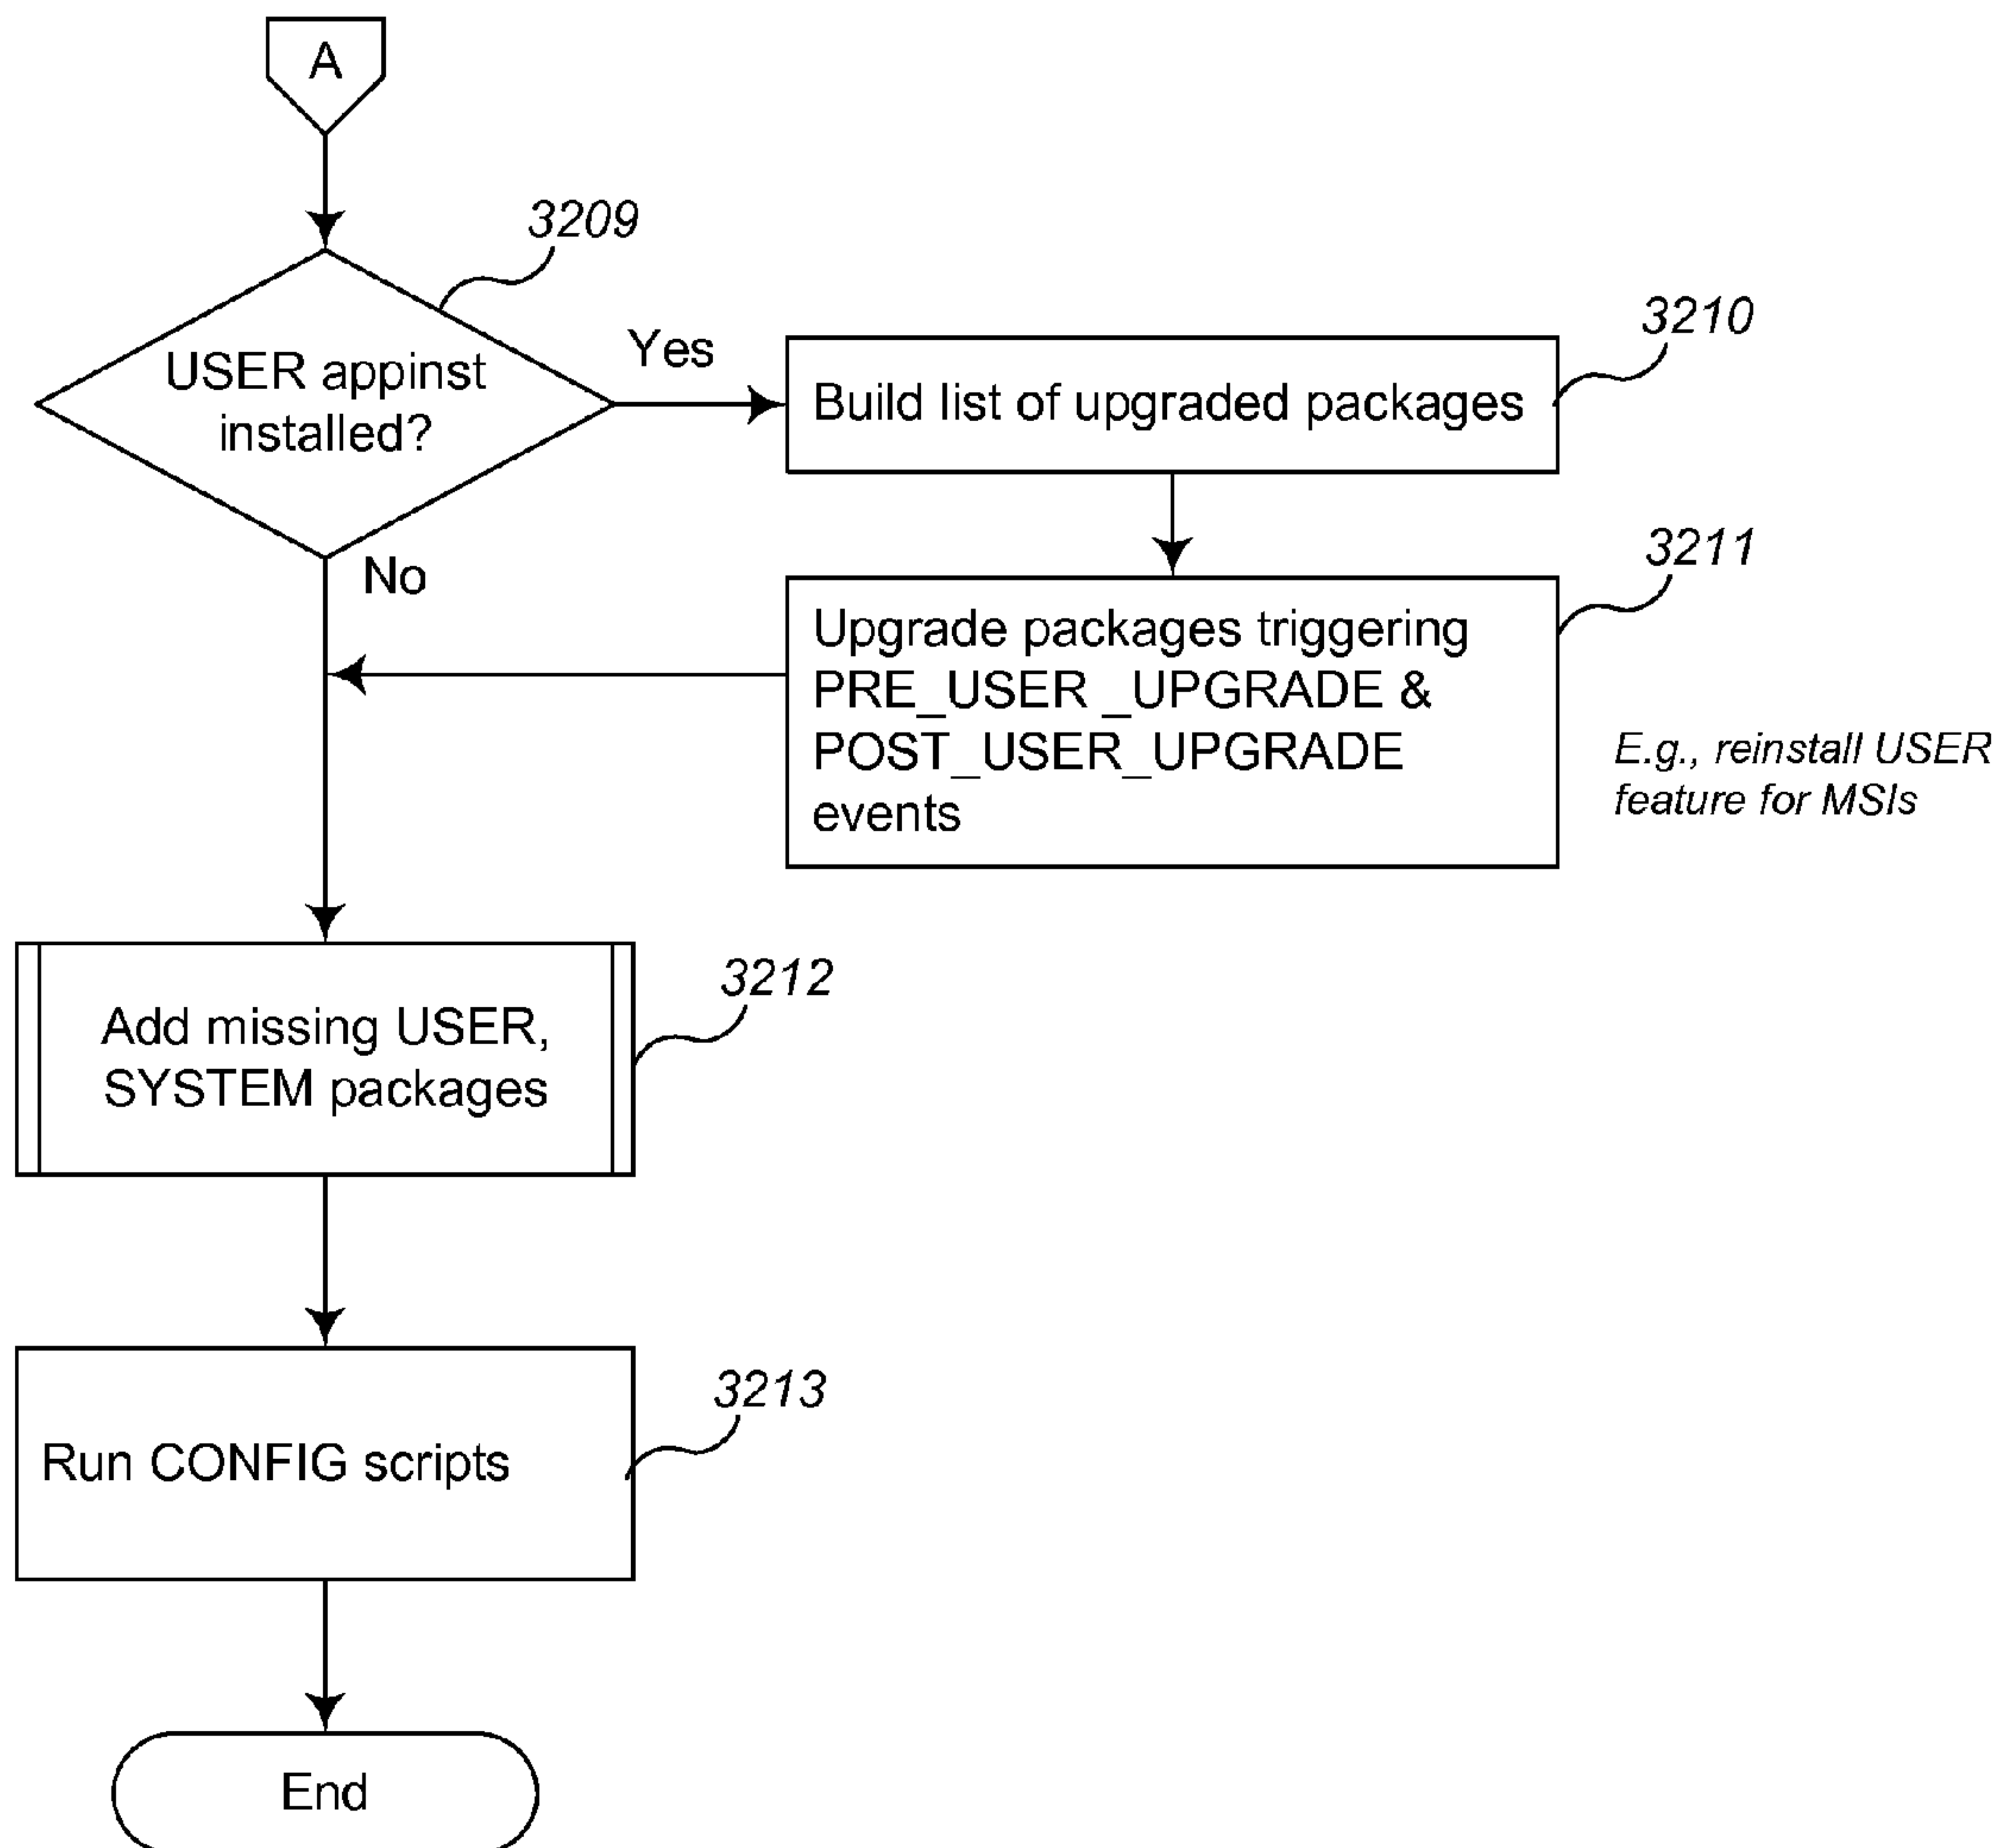 A
3209
USER appinst
installed?
Yes
3210
Build list of upgraded packages
No
3211
Upgrade packages triggering
PRE_USER _UPGRADE &
POST_USER_UPGRADE
events
E.g., reinstall USER
feature for MSIs
3212
Add missing USER,
SYSTEM packages
3213
Run CONFIG scripts
End